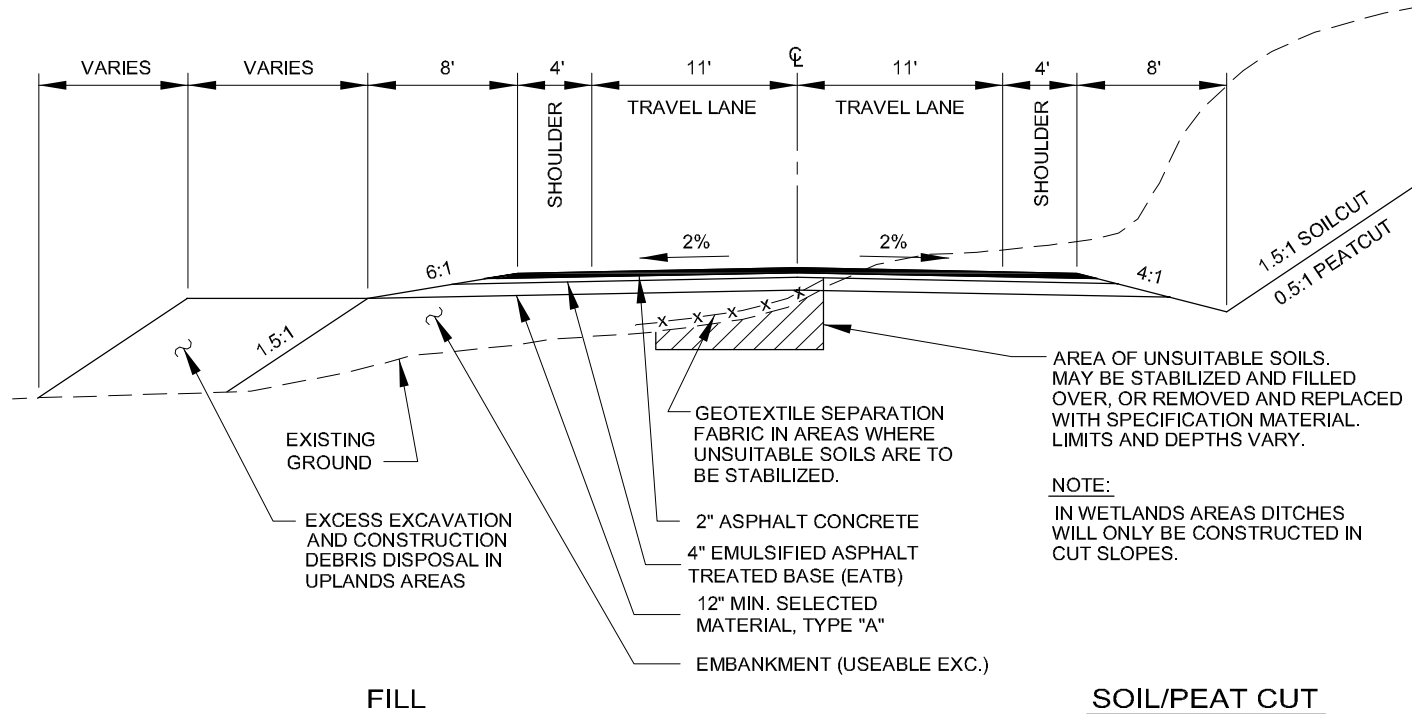 VARIES
VARIES
8'
4'
11'
℄
11'
4'
8'
SHOULDER
TRAVEL LANE
TRAVEL LANE
SHOULDER
2%
2%
6:1
4:1
1.5:1 SOILCUT
0.5:1 PEATCUT
1.5:1
X X X X X
EXISTING
GROUND
EXCESS EXCAVATION
AND CONSTRUCTION
DEBRIS DISPOSAL IN
UPLANDS AREAS
GEOTEXTILE SEPARATION
FABRIC IN AREAS WHERE
UNSUITABLE SOILS ARE TO
BE STABILIZED.
2" ASPHALT CONCRETE
4" EMULSIFIED ASPHALT
TREATED BASE (EATB)
12" MIN. SELECTED
MATERIAL, TYPE "A"
EMBANKMENT (USEABLE EXC.)
AREA OF UNSUITABLE SOILS.
MAY BE STABILIZED AND FILLED
OVER, OR REMOVED AND REPLACED
WITH SPECIFICATION MATERIAL.
LIMITS AND DEPTHS VARY.
NOTE:
IN WETLANDS AREAS DITCHES
WILL ONLY BE CONSTRUCTED IN
CUT SLOPES.
FILL
SOIL/PEAT CUT